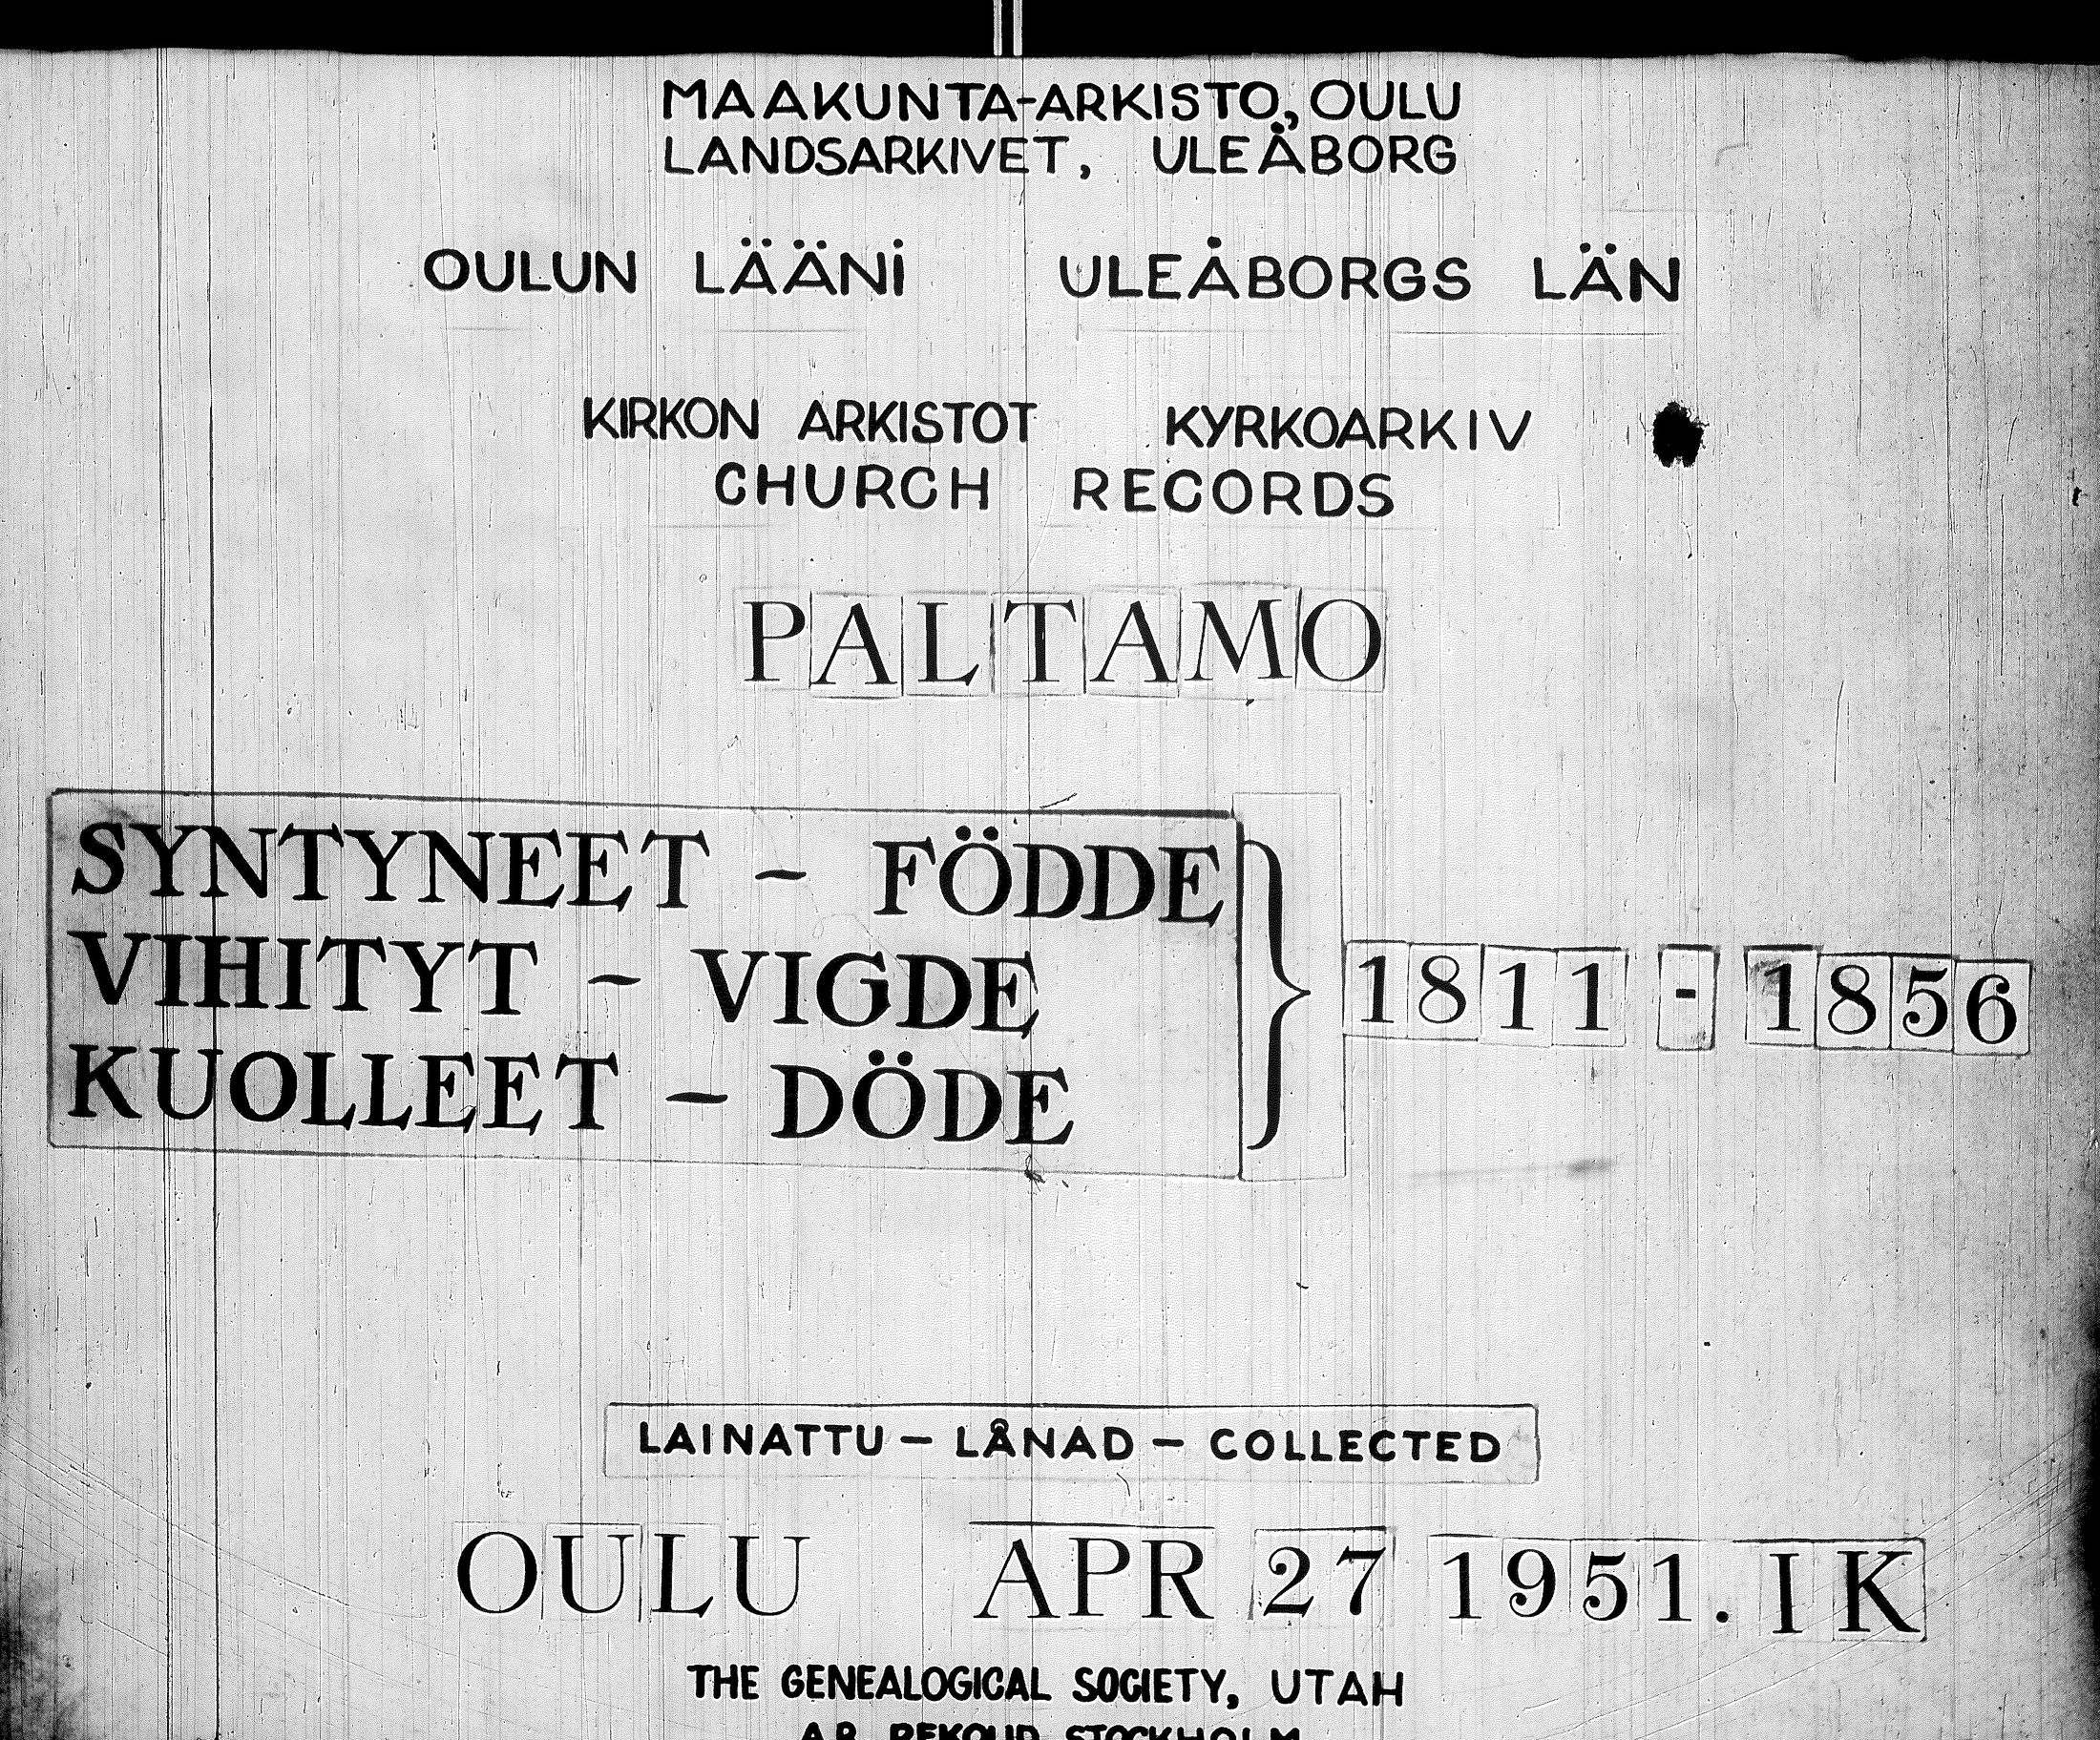 MAAKUNTA-ARKISTO, OULU
LANDSARKIVET, ULEÅBORG
OULUN LÄÄNI ULEÅBORGS LÄN
KIRKON ARKISTOT KYRKOARKIV
CHURCH RECORDS
PALTAMO
SYNTYNEET - FÖDDE
VIHITYT - VIGDE
KUOLLEET - DÖDE
} 1811 - 1856
LAINATTU - LÅNAD - COLLECTED
OULU APR 27 1951. IK
THE GENEALOGICAL SOCIETY, UTAH
STOCKHOLM